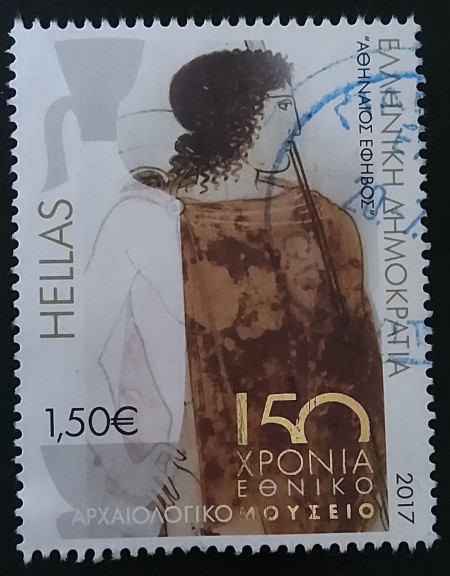 HELLAS
ΕΛΛΗΝΙΚΗ ΔΗΜΟΚΡΑΤΙΑ
"ΑΘΗΝΑΙΟΣ ΕΦΗΒΟΣ"
1,50€
150
ΧΡΟΝΙΑ
ΕΘΝΙΚΟ
ΑΡΧΑΙΟΛΟΓΙΚΟ ΜΟΥΣΕΙΟ
2017